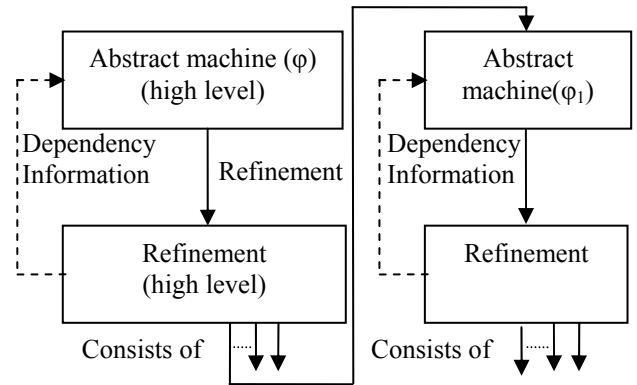 Abstract machine (φ)
(high level)
Dependency
Information
Refinement
Refinement
(high level)
Consists of
......
Abstract
machine(φ₁)
Dependency
Information
Refinement
Consists of
.......